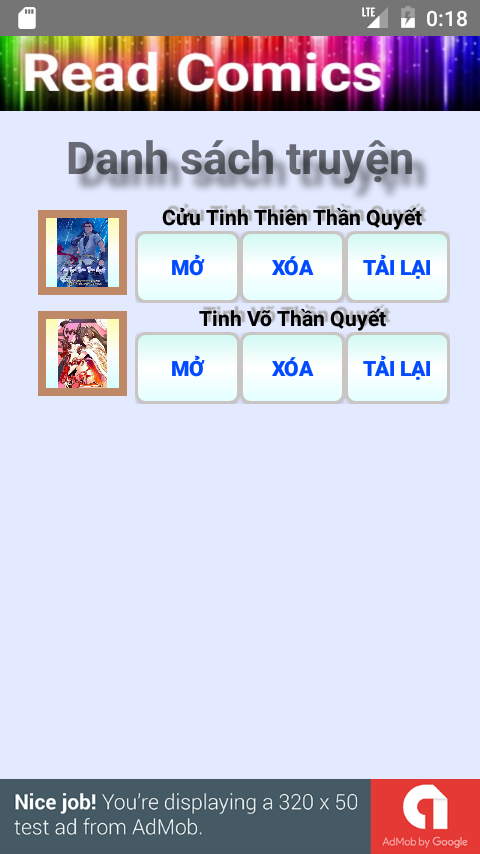 LTE 0:18
Read Comics
Danh sách truyện
Cửu Tinh Thiên Thần Quyết
MỞ XÓA TẢI LẠI
Tinh Võ Thần Quyết
MỞ XÓA TẢI LẠI
Nice job! You're displaying a 320 x 50
test ad from AdMob.
AdMob by Google